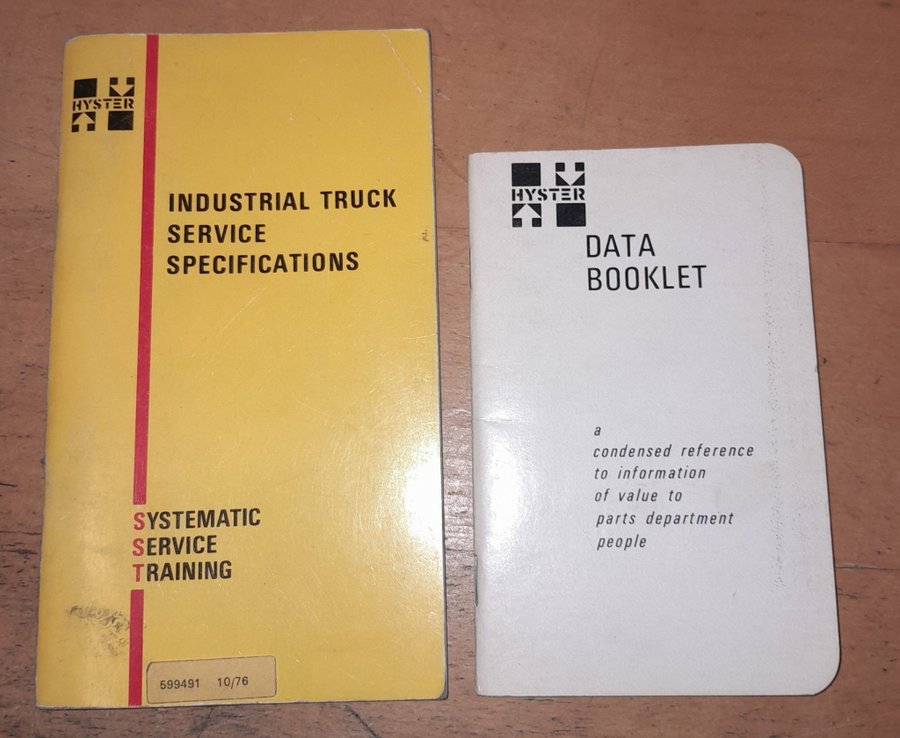 HYSTER
INDUSTRIAL TRUCK
SERVICE
SPECIFICATIONS
SYSTEMATIC
SERVICE
TRAINING
599491 10/76
HYSTER
DATA
BOOKLET
a
condensed reference
to information
of value to
parts department
people